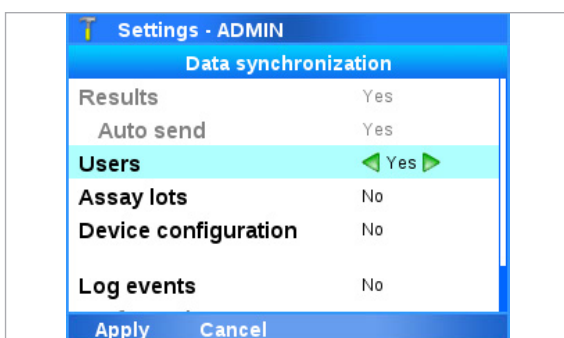 Settings - ADMIN
Data synchronization
Results Yes
Auto send Yes
Users Yes
Assay lots No
Device configuration No
Log events No
Apply Cancel